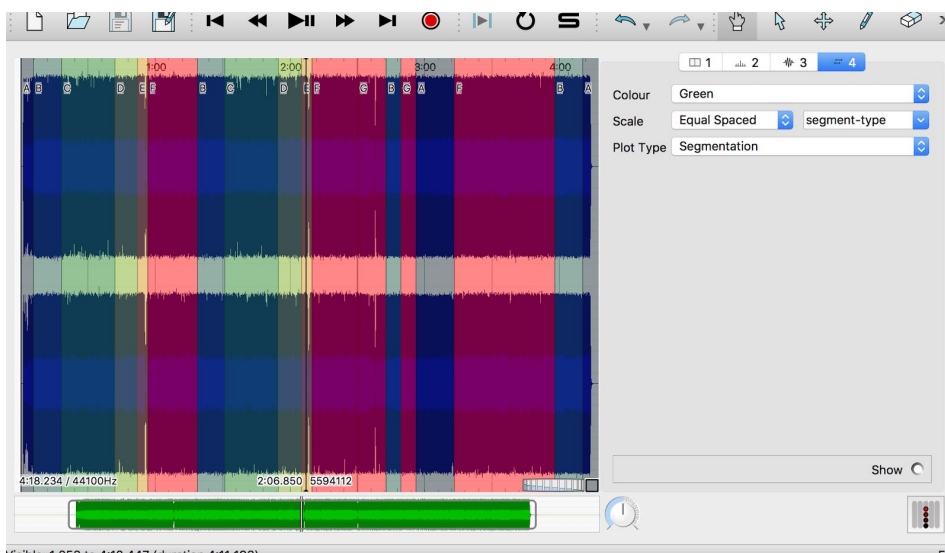 1 2 3 4
1:00 2:00 3:00 4:00
A B C D E F B C D E F G B G A F B A
Colour Green
Scale Equal Spaced segment-type
Plot Type Segmentation
4:18.234 / 44100Hz 2:06.850 5594112
Show